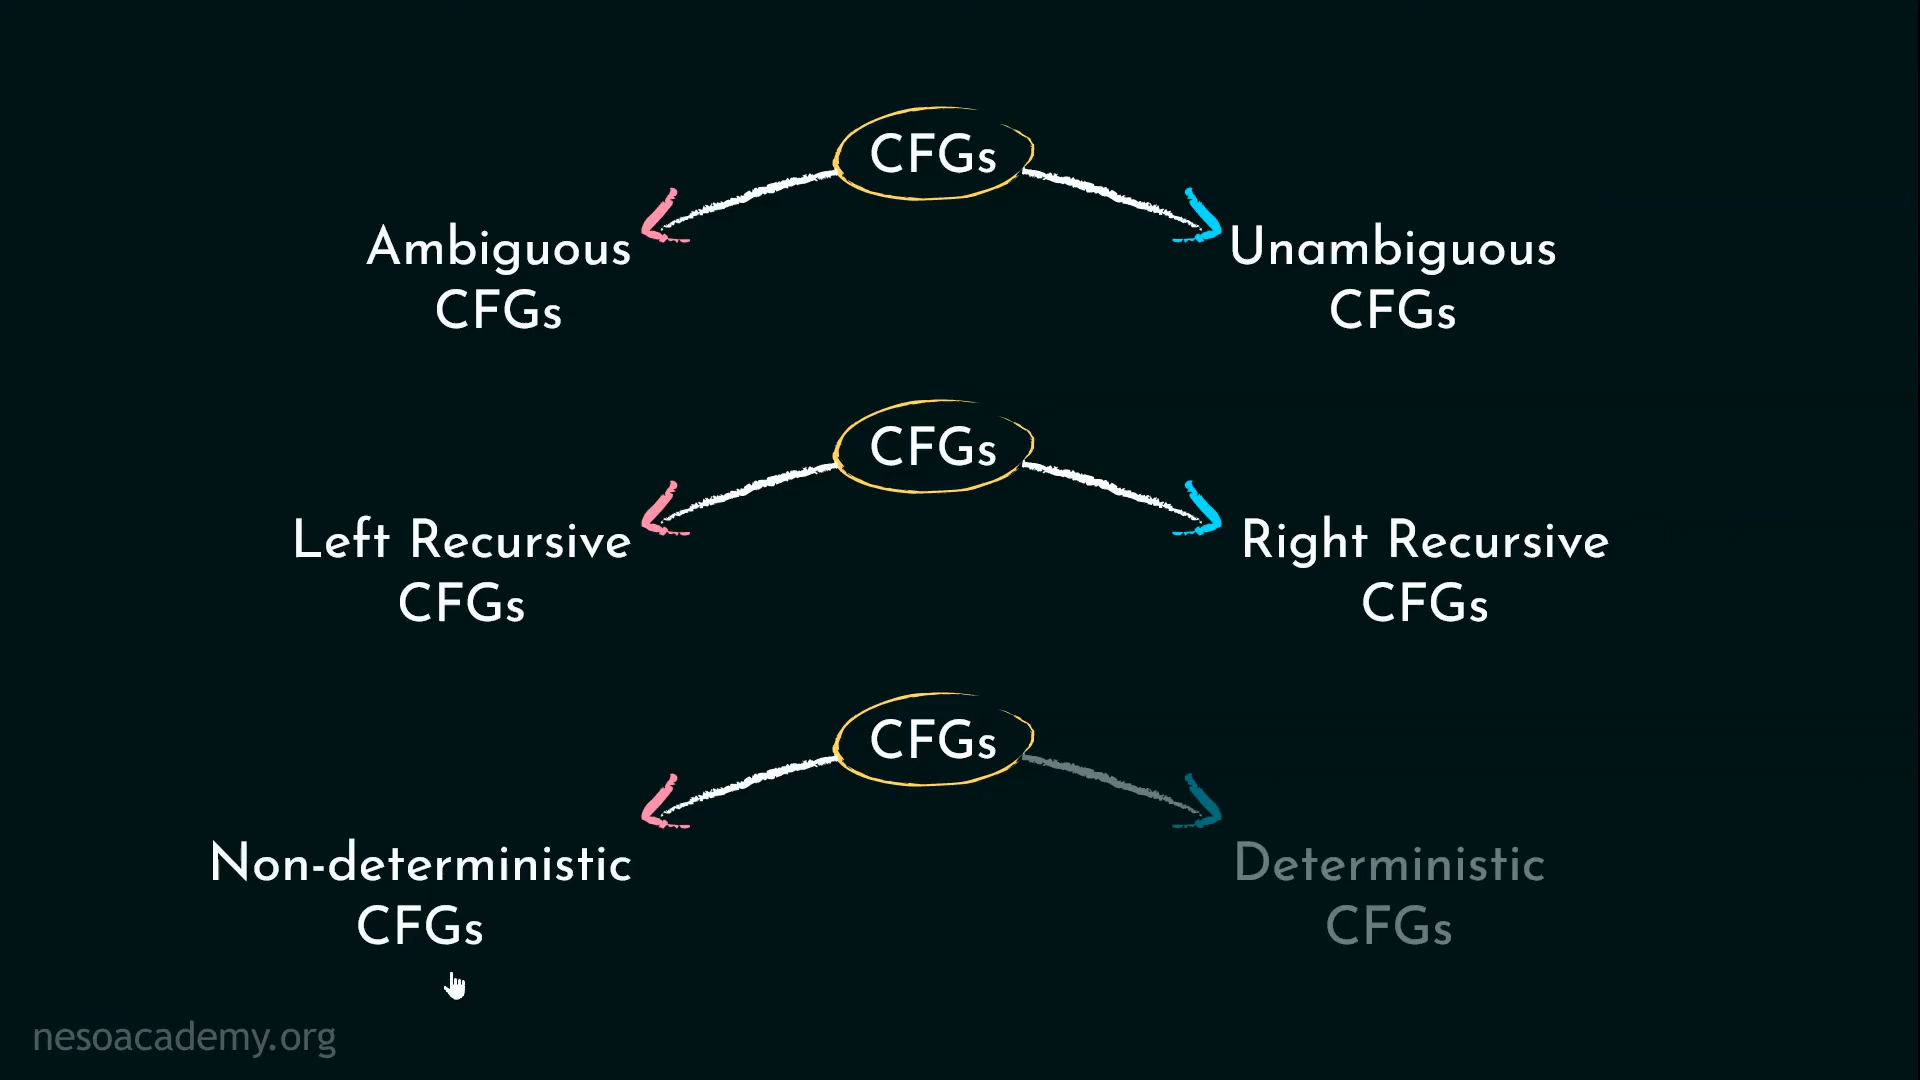 CFGs
Ambiguous
CFGs
Unambiguous
CFGs
CFGs
Left Recursive
CFGs
Right Recursive
CFGs
CFGs
Non-deterministic
CFGs
Deterministic
CFGs
nesoacademy.org